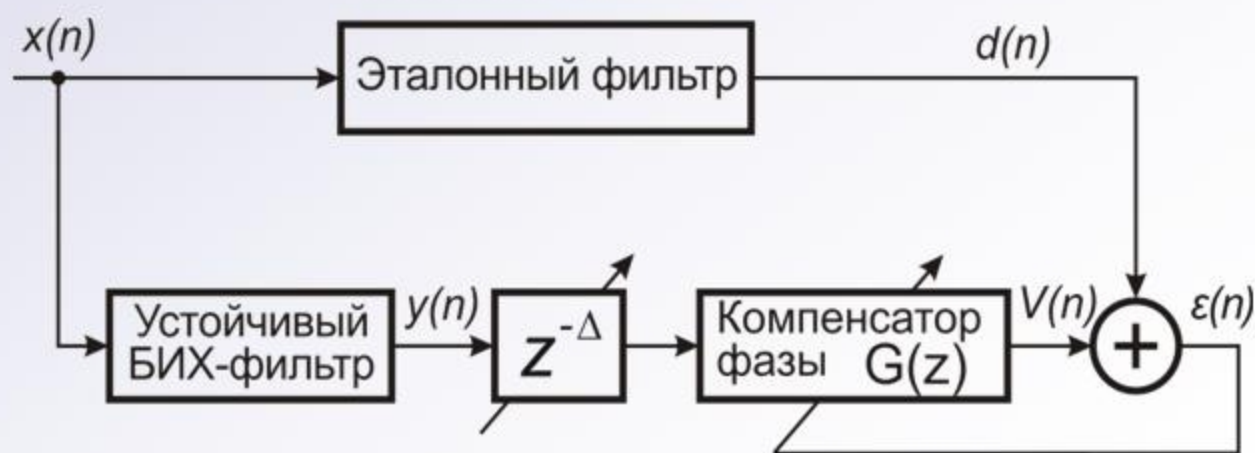 x(n)
Эталонный фильтр
d(n)
Устойчивый
БИХ-фильтр
y(n)
z^-Δ
Компенсатор
фазы G(z)
V(n)
+
ε(n)